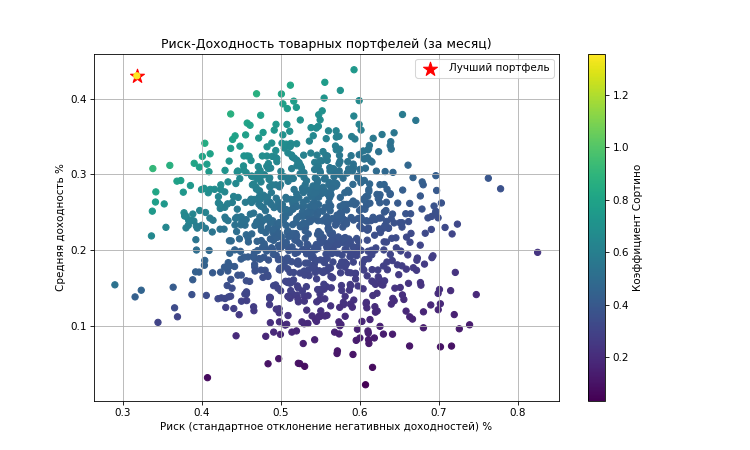 Риск-Доходность товарных портфелей (за месяц)
Лучший портфель
0.4
0.3
0.2
0.1
Средняя доходность %
0.3 0.4 0.5 0.6 0.7 0.8
Риск (стандартное отклонение негативных доходностей) %
1.2
1.0
0.8
0.6
0.4
0.2
Коэффициент Сортино